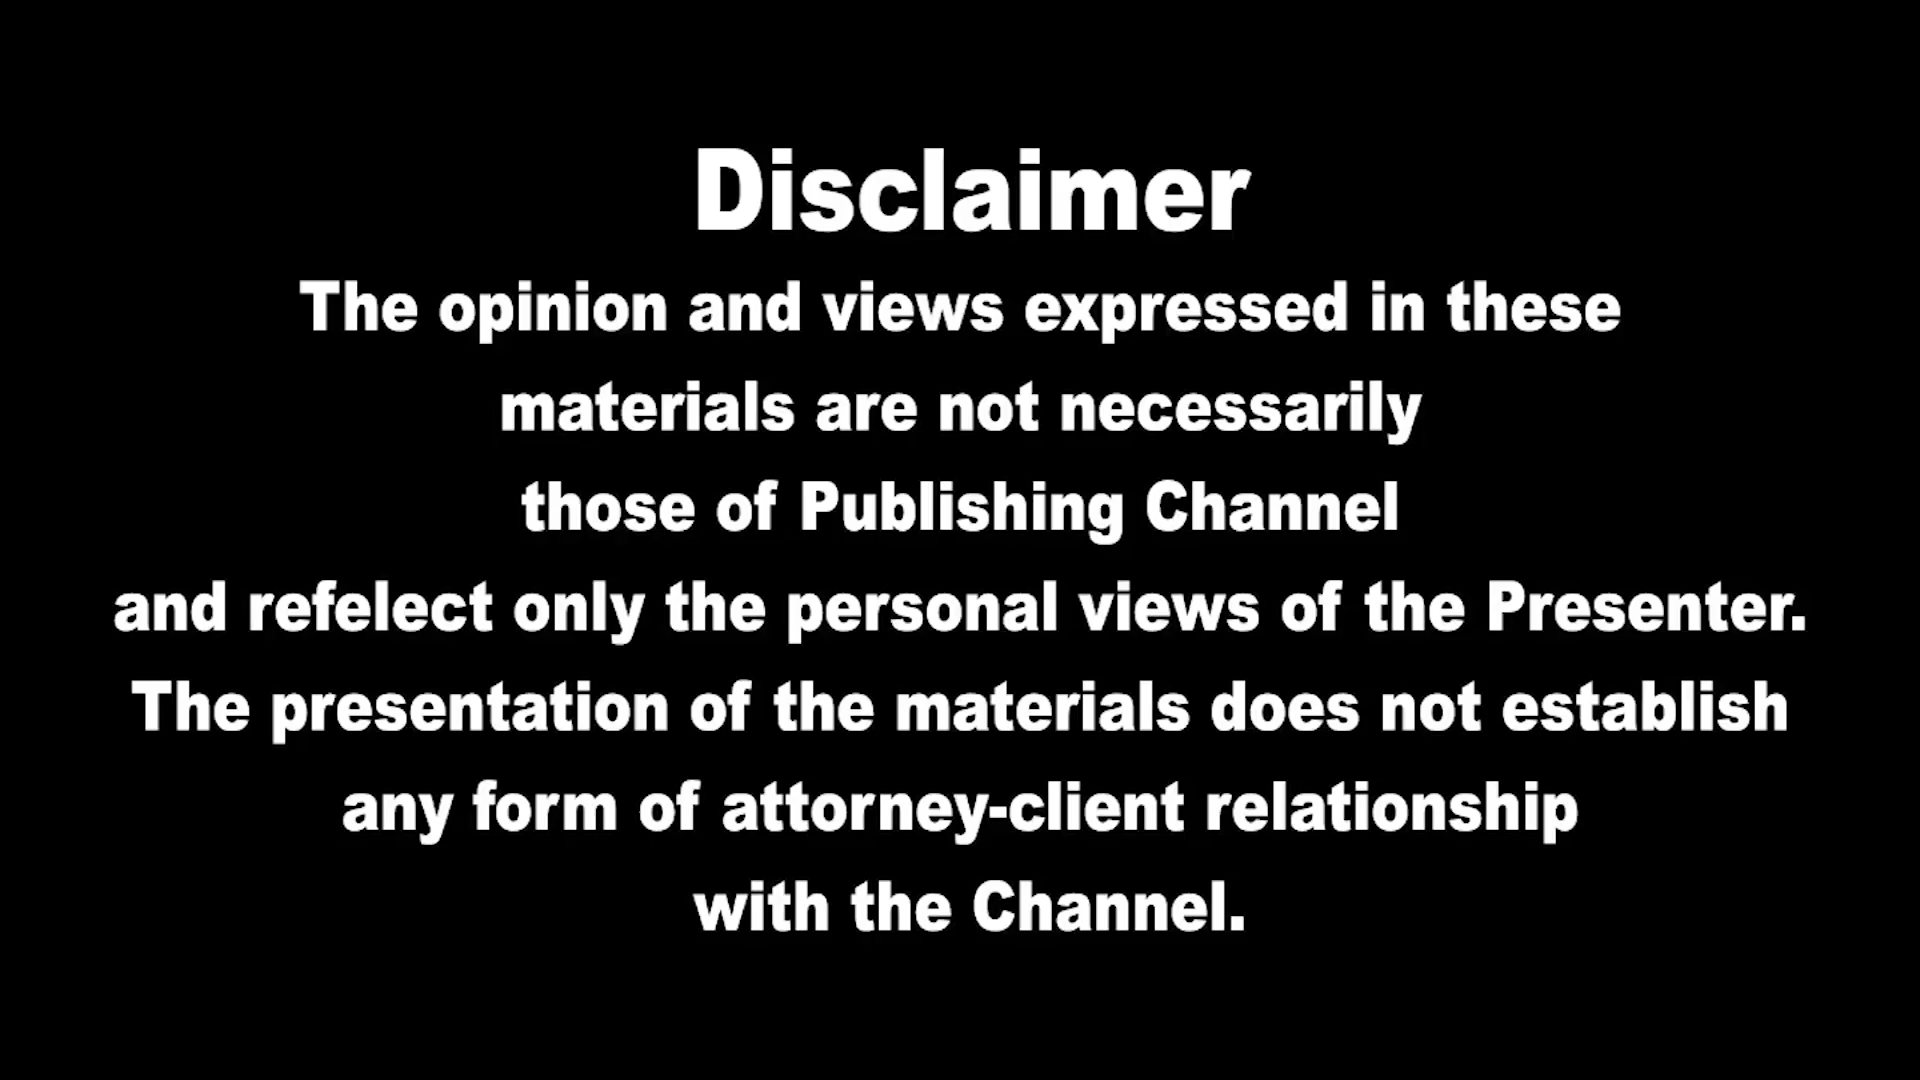 Disclaimer
The opinion and views expressed in these
materials are not necessarily
those of Publishing Channel
and refelect only the personal views of the Presenter.
The presentation of the materials does not establish
any form of attorney-client relationship
with the Channel.